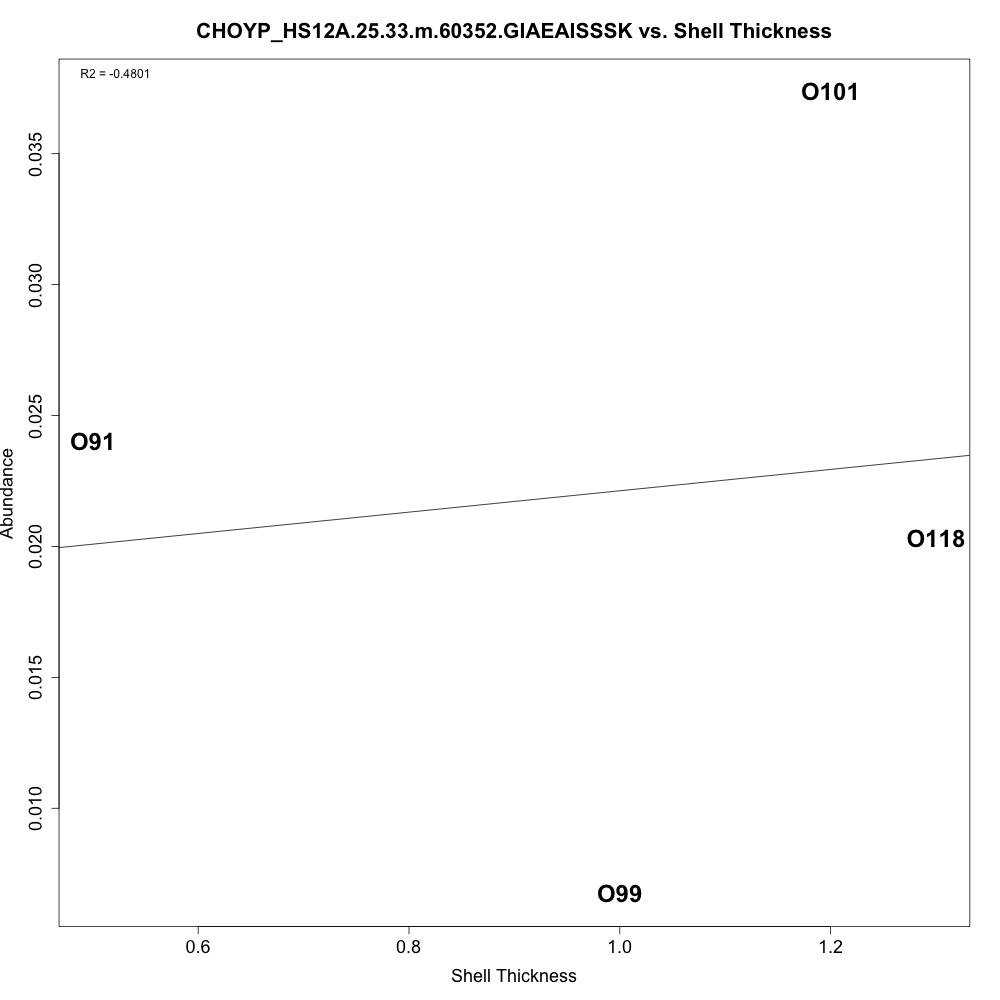 CHOYP_HS12A.25.33.m.60352.GIAEAISSSK vs. Shell Thickness
R2 = -0.4801
O101
0.035
0.030
0.025
O91
Abundance
0.020
O118
0.015
0.010
O99
0.6 0.8 1.0 1.2
Shell Thickness